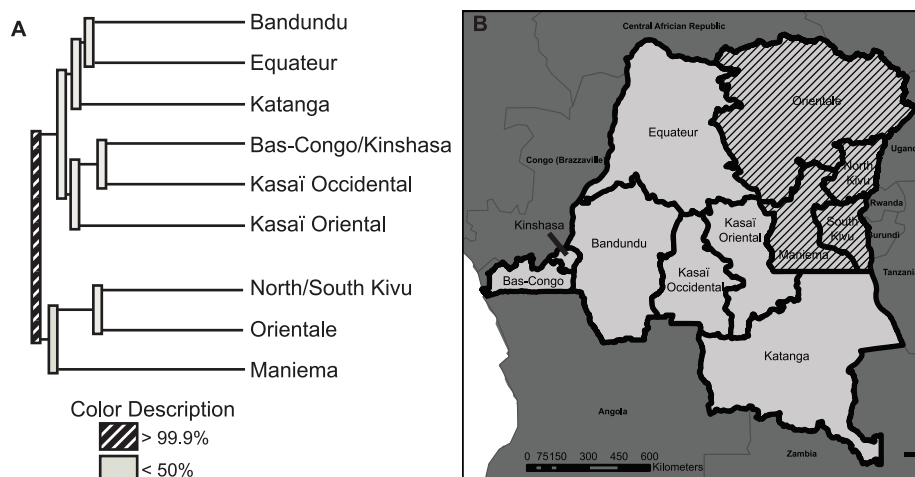 A
Bandundu
Equateur
Katanga
Bas-Congo/Kinshasa
Kasaï Occidental
Kasaï Oriental
North/South Kivu
Orientale
Maniema
Color Description
> 99.9%
< 50%
B
Central African Republic
Orientale
Equateur
Congo (Brazzaville)
North
Kivu
Rwanda
Kinshasa
Bandundu
Kasaï
Oriental
South
Kivu
Maniema
Bas-Congo
Kasaï
Occidental
Katanga
Angola
Zambia
0 75 150 300 450 600
Kilometers